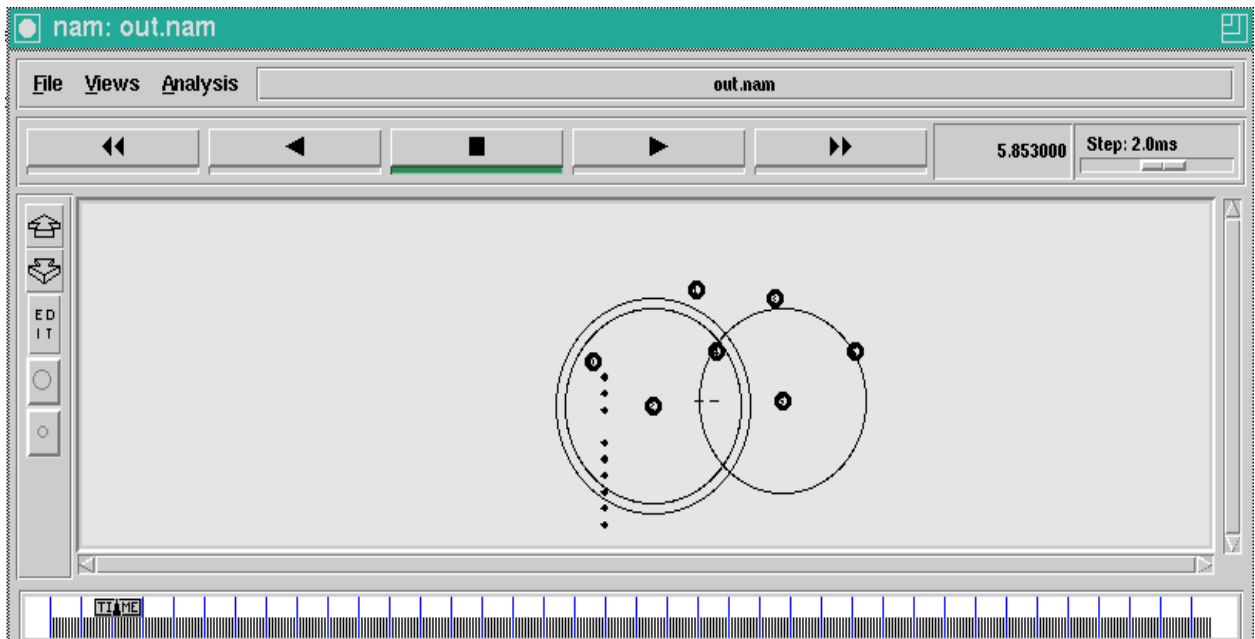 nam: out.nam
File Views Analysis out.nam
5.853000 Step: 2.0ms
ED
IT
TIME